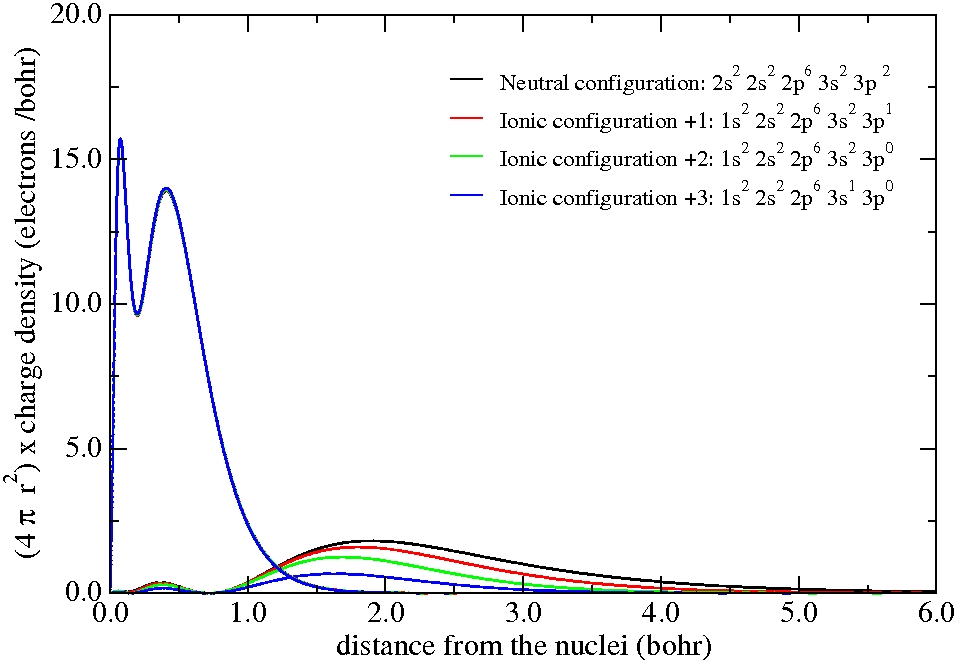 20.0
15.0
10.0
5.0
0.0
(4 π r²) x charge density (electrons /bohr)
Neutral configuration: 2s² 2s² 2p⁶ 3s² 3p²
Ionic configuration +1: 1s² 2s² 2p⁶ 3s² 3p¹
Ionic configuration +2: 1s² 2s² 2p⁶ 3s² 3p⁰
Ionic configuration +3: 1s² 2s² 2p⁶ 3s¹ 3p⁰
0.0 1.0 2.0 3.0 4.0 5.0 6.0
distance from the nuclei (bohr)